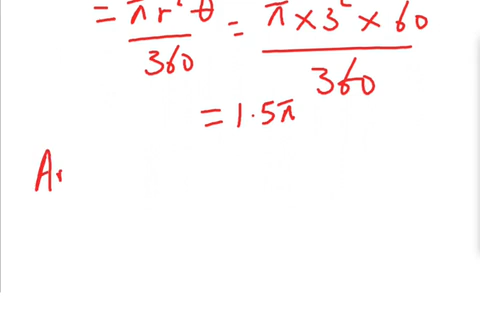 = πr²θ/360 = π×3²×60/360
= 1.5π
A